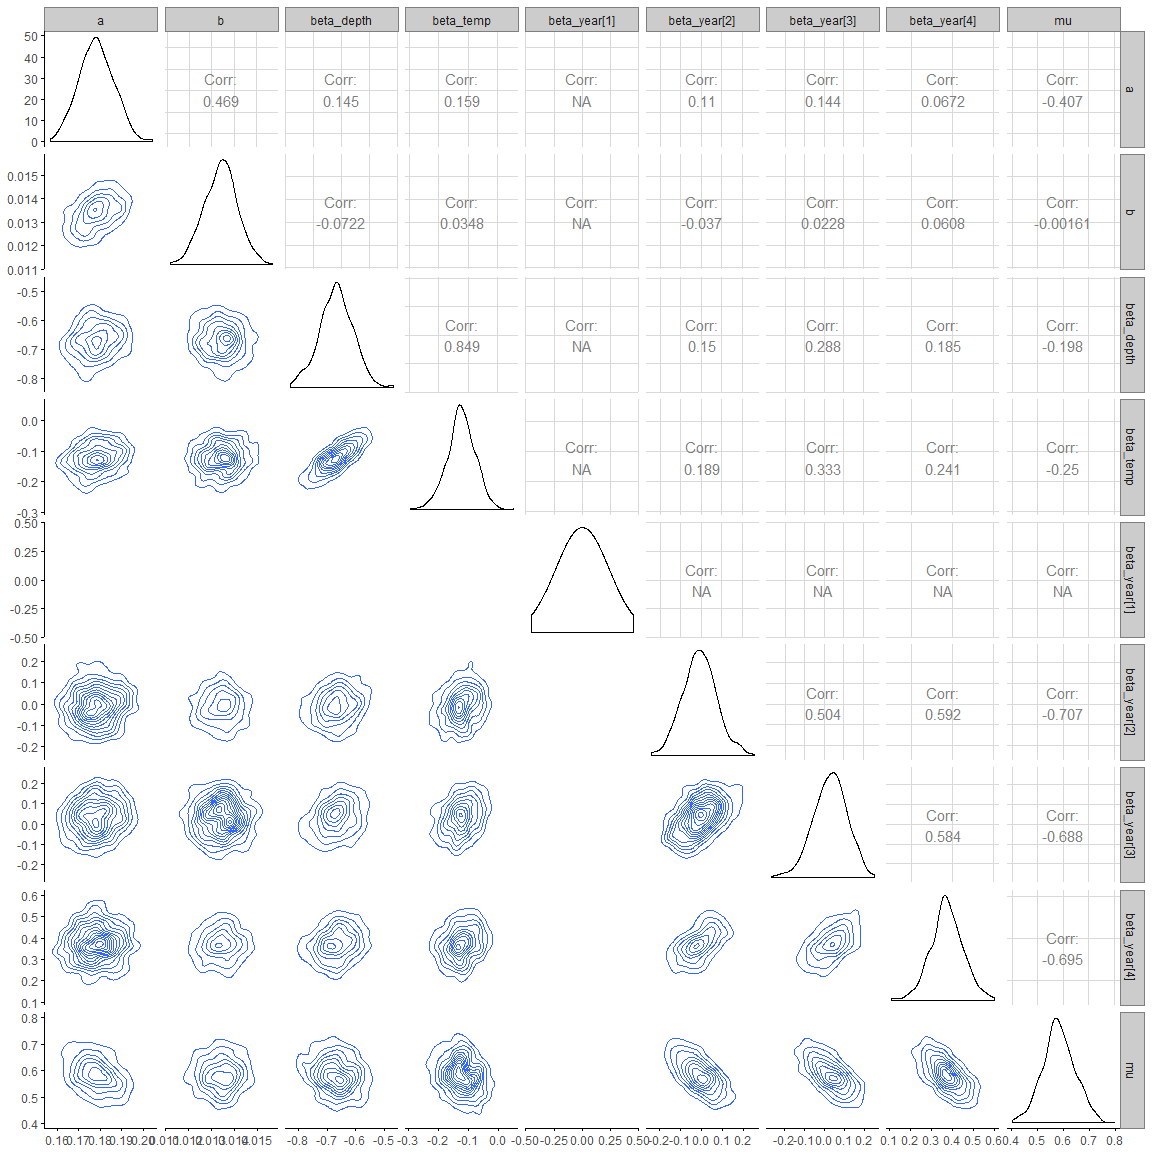 a b beta_depth beta_temp beta_year[1] beta_year[2] beta_year[3] beta_year[4] mu
50
40
30
20
10
0
Corr: Corr: Corr: Corr: Corr: Corr: Corr: Corr:
0.469 0.145 0.159 NA 0.11 0.144 0.0672 -0.407
a
0.015
0.014
0.013
0.012
0.011
Corr: Corr: Corr: Corr: Corr: Corr: Corr:
-0.0722 0.0348 NA -0.037 0.0228 0.0608 -0.00161
b
-0.5
-0.6
-0.7
-0.8
Corr: Corr: Corr: Corr: Corr: Corr:
0.849 NA 0.15 0.288 0.185 -0.198
beta_depth
0.0
-0.1
-0.2
-0.3
Corr: Corr: Corr: Corr: Corr:
NA 0.189 0.333 0.241 -0.25
beta_temp
0.50
0.25
0.00
-0.25
-0.50
Corr: Corr: Corr: Corr:
NA NA NA NA
beta_year[1]
0.2
0.1
0.0
-0.1
-0.2
Corr: Corr: Corr:
0.504 0.592 -0.707
beta_year[2]
0.2
0.1
0.0
-0.1
-0.2
Corr: Corr:
0.584 -0.688
beta_year[3]
0.6
0.5
0.4
0.3
0.2
0.1
Corr:
-0.695
beta_year[4]
0.8
0.7
0.6
0.5
0.4
mu
0.16 0.17 0.18 0.19 0.20 0.011 0.012 0.013 0.014 0.015 -0.8 -0.7 -0.6 -0.5 -0.3 -0.2 -0.1 0.0 -0.50 -0.25 0.00 0.25 0.50 -0.2 -0.1 0.0 0.1 0.2 -0.2 -0.1 0.0 0.1 0.2 0.1 0.2 0.3 0.4 0.5 0.6 0.4 0.5 0.6 0.7 0.8